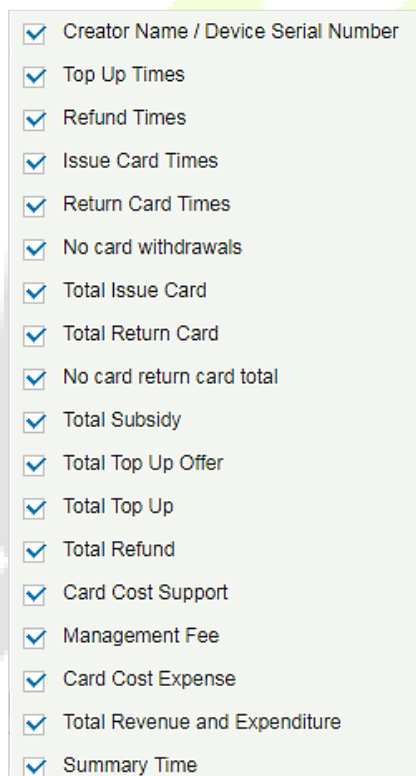 Creator Name / Device Serial Number
Top Up Times
Refund Times
Issue Card Times
Return Card Times
No card withdrawals
Total Issue Card
Total Return Card
No card return card total
Total Subsidy
Total Top Up Offer
Total Top Up
Total Refund
Card Cost Support
Management Fee
Card Cost Expense
Total Revenue and Expenditure
Summary Time